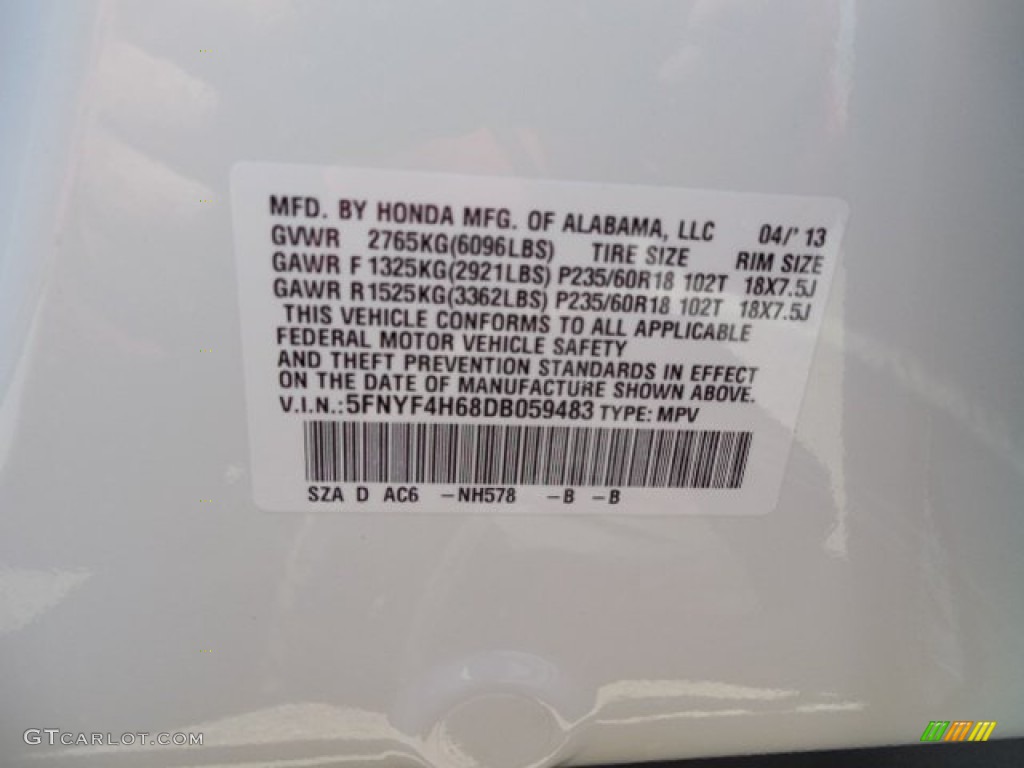 MFD. BY HONDA MFG. OF ALABAMA, LLC 04/' 13
GVWR 2765KG(6096LBS) TIRE SIZE RIM SIZE
GAWR F 1325KG(2921LBS) P235/60R18 102T 18X7.5J
GAWR R1525KG(3362LBS) P235/60R18 102T 18X7.5J
THIS VEHICLE CONFORMS TO ALL APPLICABLE
FEDERAL MOTOR VEHICLE SAFETY
AND THEFT PREVENTION STANDARDS IN EFFECT
ON THE DATE OF MANUFACTURE SHOWN ABOVE.
V.I.N.:5FNYF4H68DB059483 TYPE: MPV
SZA D AC6 -NH578 -B -B
GTCARLOT.COM